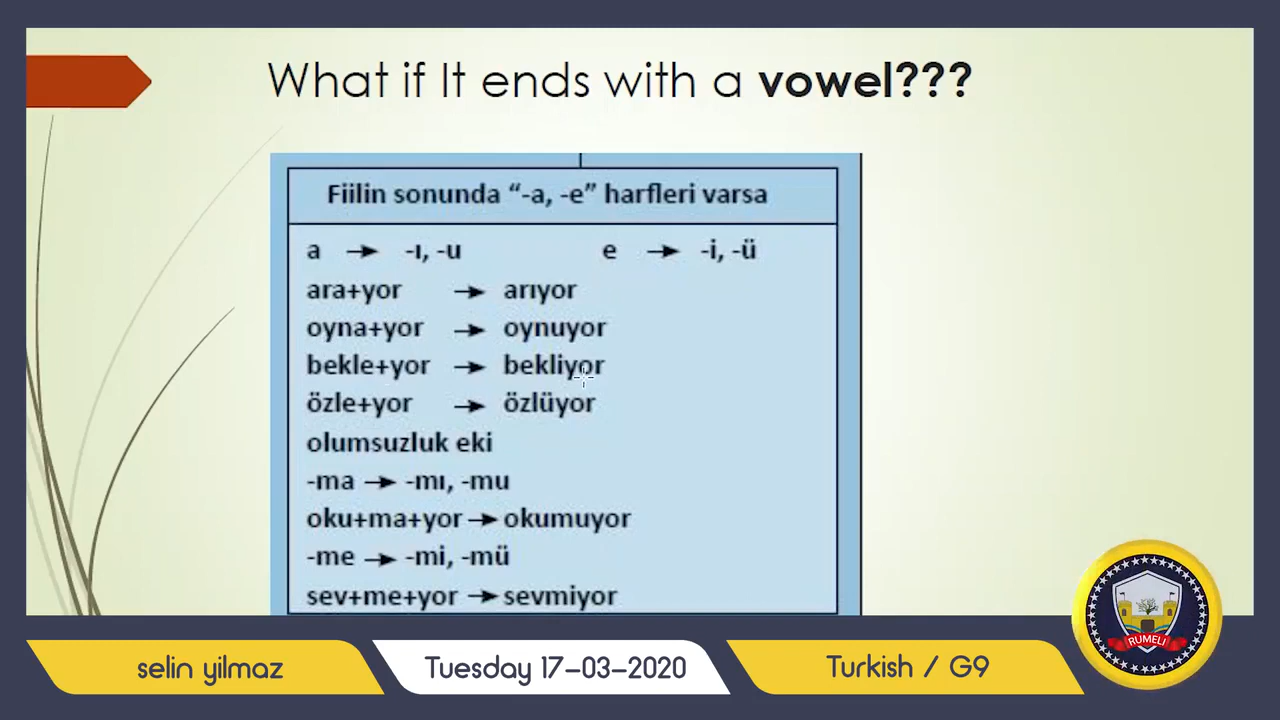 What if It ends with a vowel???
Fiilin sonunda “-a, -e” harfleri varsa
a → -ı, -u e → -i, -ü
ara+yor → arıyor
oyna+yor → oynuyor
bekle+yor → bekliyor
özle+yor → özlüyor
olumsuzluk eki
-ma → -mı, -mu
oku+ma+yor → okumuyor
-me → -mi, -mü
sev+me+yor → sevmiyor
RUMELI
selin yilmaz Tuesday 17-03-2020 Turkish / G9